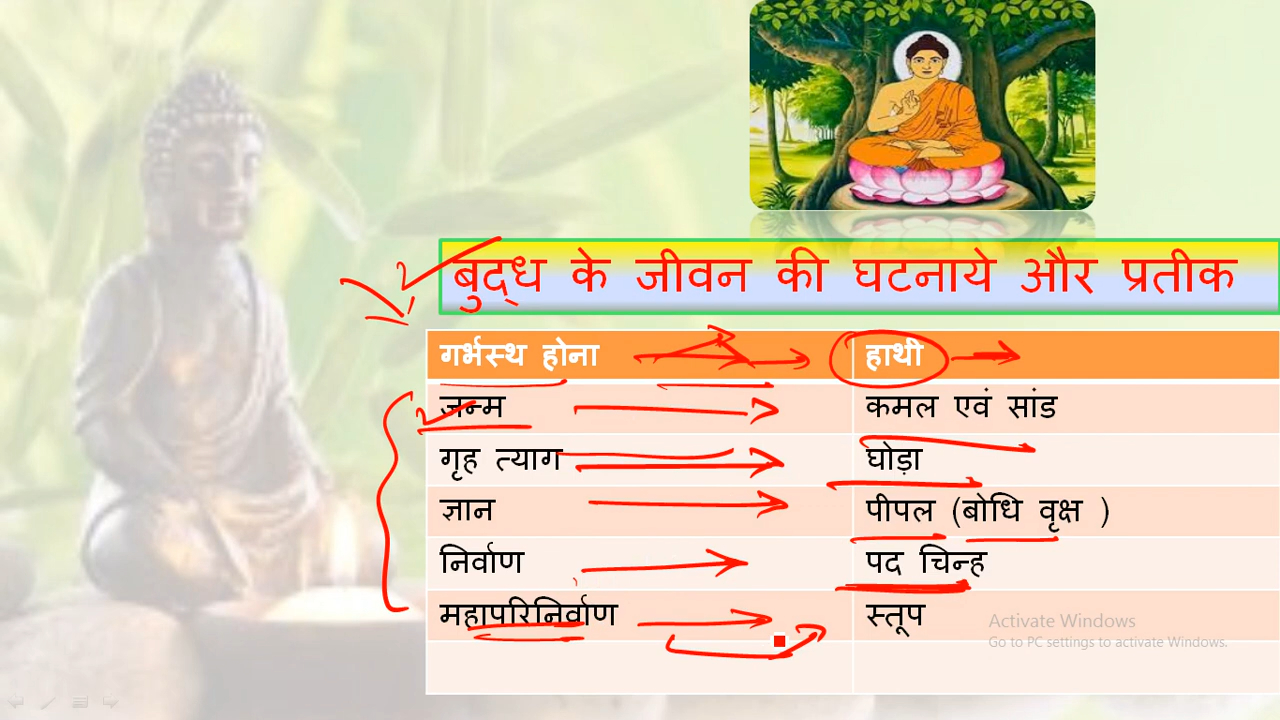 बुद्ध के जीवन की घटनाये और प्रतीक
गर्भस्थ होना हाथी
जन्म कमल एवं सांड
गृह त्याग घोड़ा
ज्ञान पीपल (बोधि वृक्ष )
निर्वाण पद चिन्ह
महापरिनिर्वाण स्तूप
Activate Windows
Go to PC settings to activate Windows.